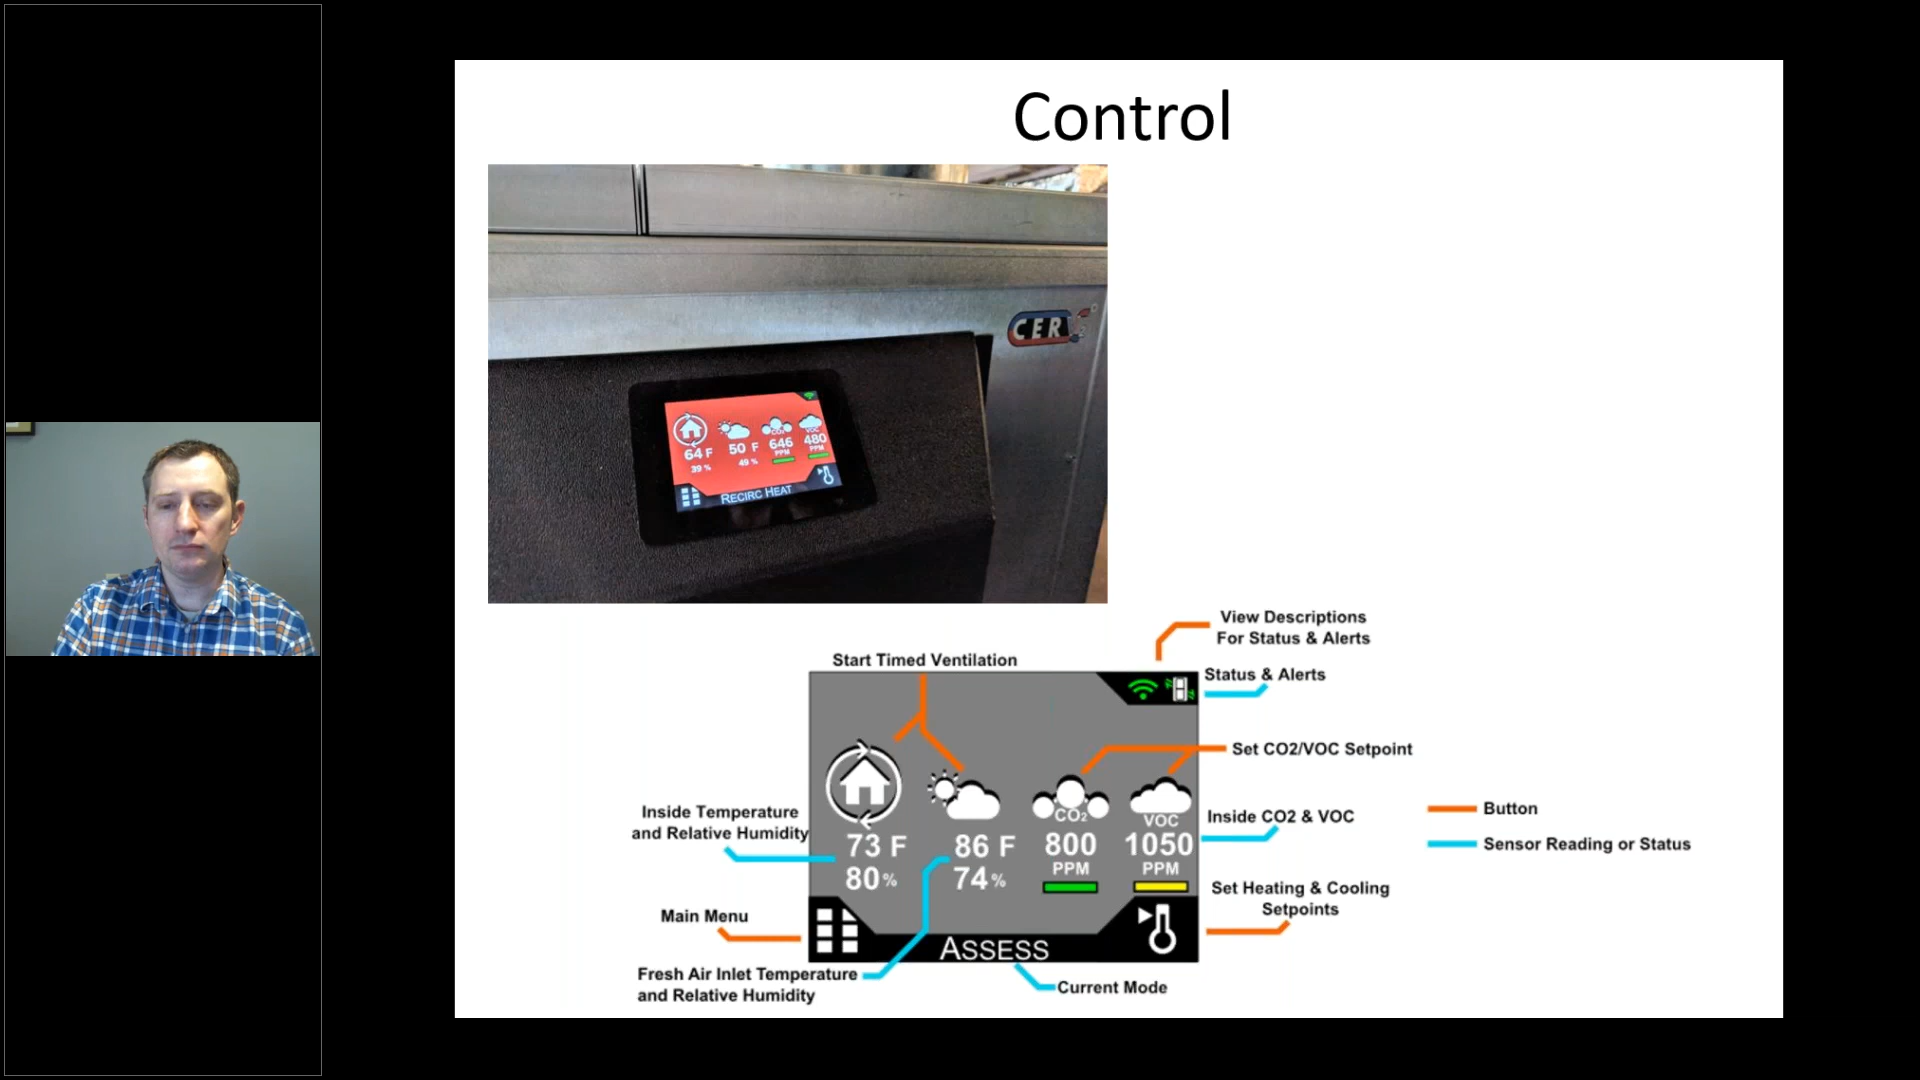 Control
CER
64 F
39 %
50 F
49 %
CO2
646
PPM
VOC
480
PPM
RECIRC HEAT
View Descriptions
For Status & Alerts
Start Timed Ventilation
Status & Alerts
Set CO2/VOC Setpoint
Inside Temperature
and Relative Humidity
CO₂
VOC
Inside CO2 & VOC
73 F
86 F
800
1050
80%
74%
PPM
PPM
Button
Sensor Reading or Status
Set Heating & Cooling
Setpoints
Main Menu
ASSESS
Fresh Air Inlet Temperature
and Relative Humidity
Current Mode